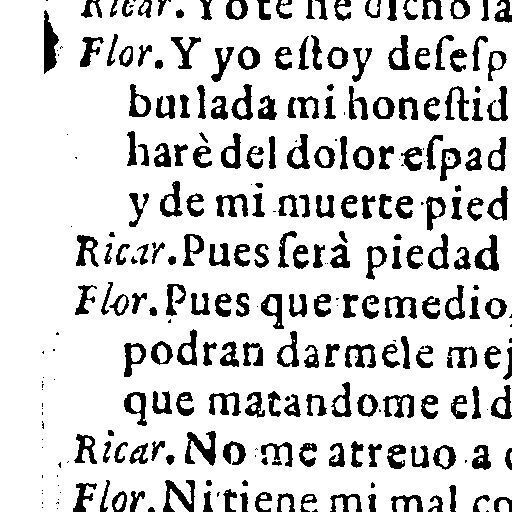 Ricar. Yo te he dicho la
Flor. Y yo eſtoy deſeſp
burlada mi honeſtid
harè del dolor eſpad
y de mi muerte pied
Ricar. Pues ſerà piedad
Flor. Pues que remedio,
podran darmele mej
que matandome el d
Ricar. No me atreuo a
Flor. Ni tiene mi mal co